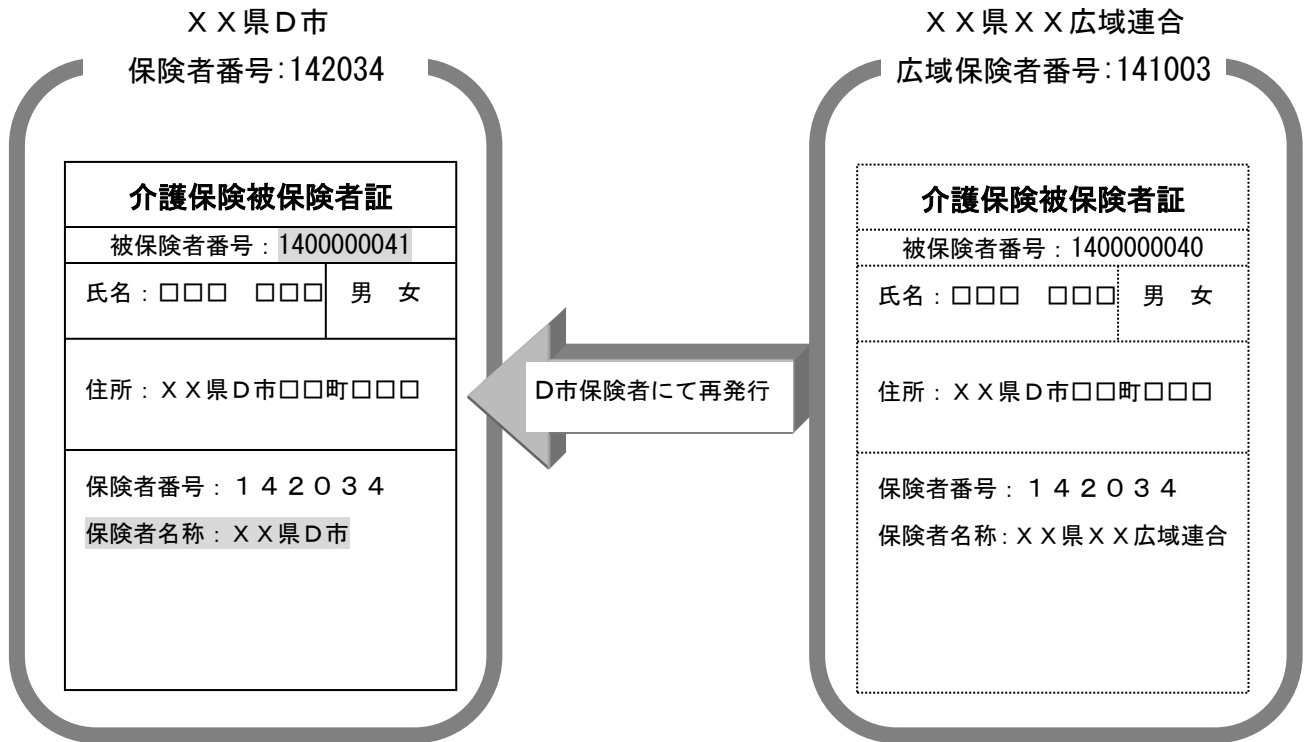 ＸＸ県Ｄ市
保険者番号：142034
介護保険被保険者証
被保険者番号：1400000041
氏名：□□□　□□□　男　女
住所：ＸＸ県Ｄ市□□町□□□
保険者番号：１４２０３４
保険者名称：ＸＸ県Ｄ市
D市保険者にて再発行
ＸＸ県ＸＸ広域連合
広域保険者番号：141003
介護保険被保険者証
被保険者番号：1400000040
氏名：□□□　□□□　男　女
住所：ＸＸ県Ｄ市□□町□□□
保険者番号：１４２０３４
保険者名称：ＸＸ県ＸＸ広域連合